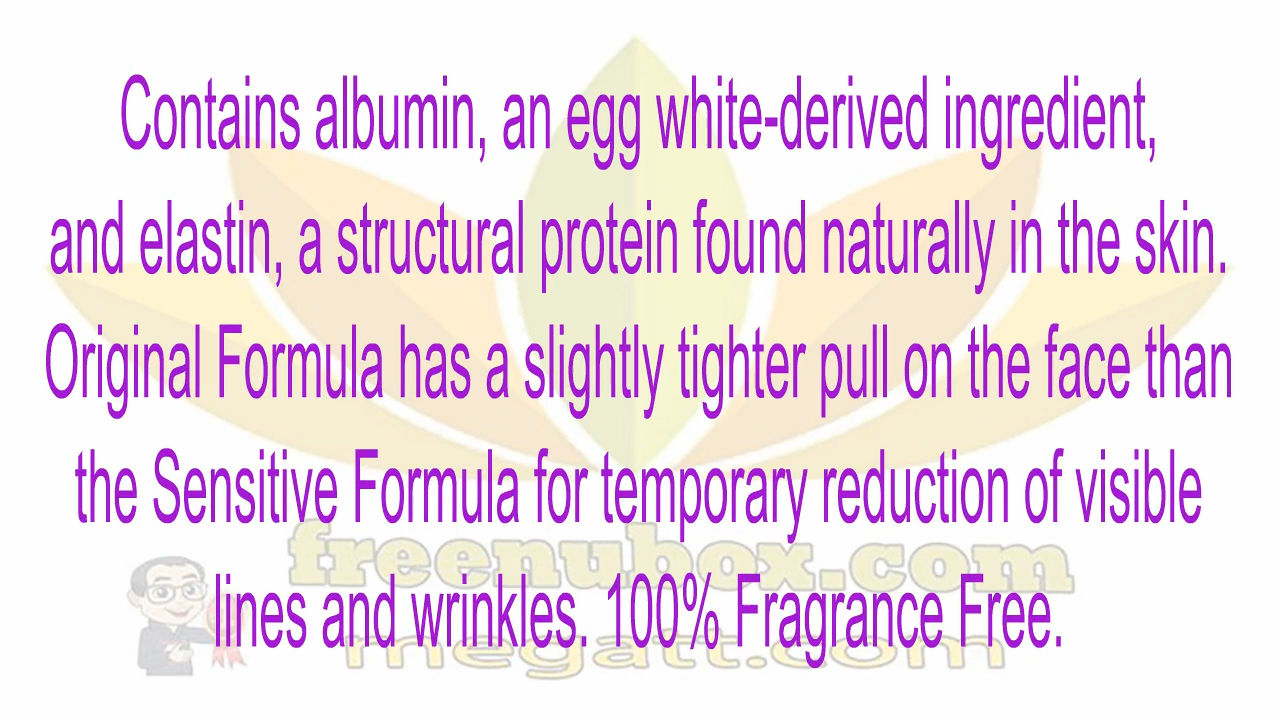 Contains albumin, an egg white-derived ingredient,
and elastin, a structural protein found naturally in the skin.
Original Formula has a slightly tighter pull on the face than
the Sensitive Formula for temporary reduction of visible
freenubox.com
lines and wrinkles. 100% Fragrance Free.
megatt.com